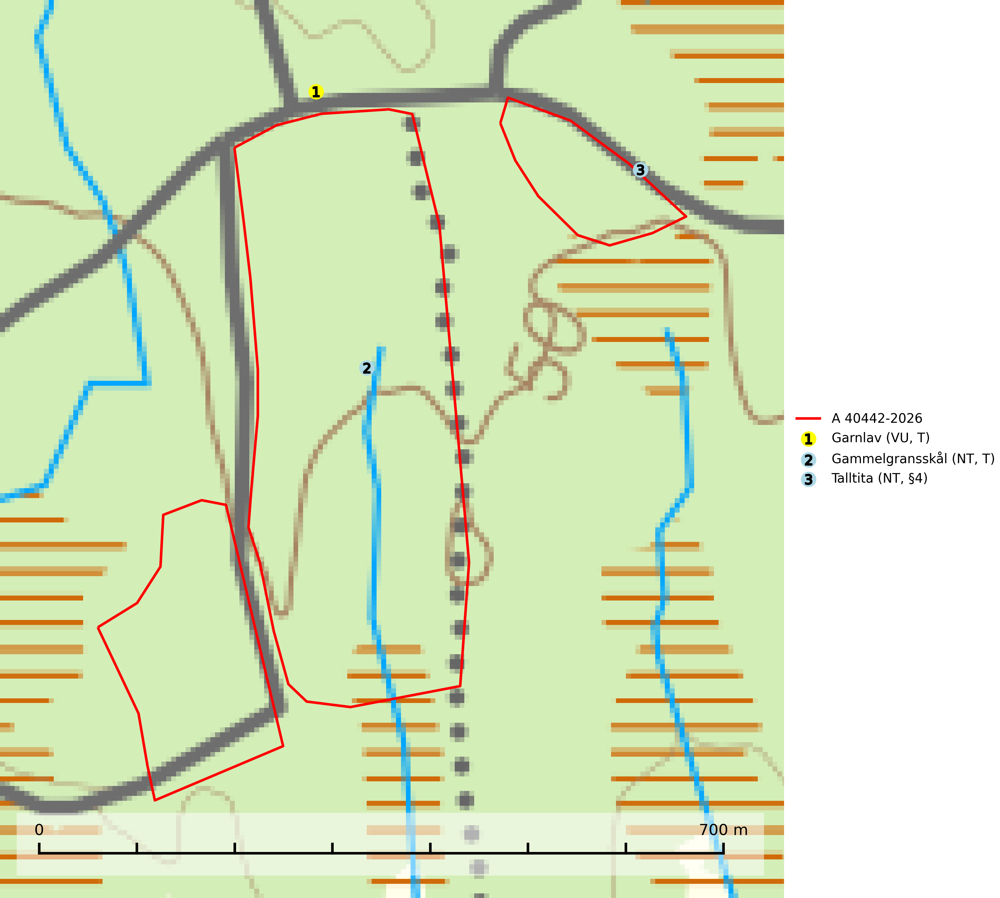 1
3
2
A 40442-2026
1 Garnlav (VU, T)
2 Gammelgransskål (NT, T)
3 Talltita (NT, §4)
0 700 m